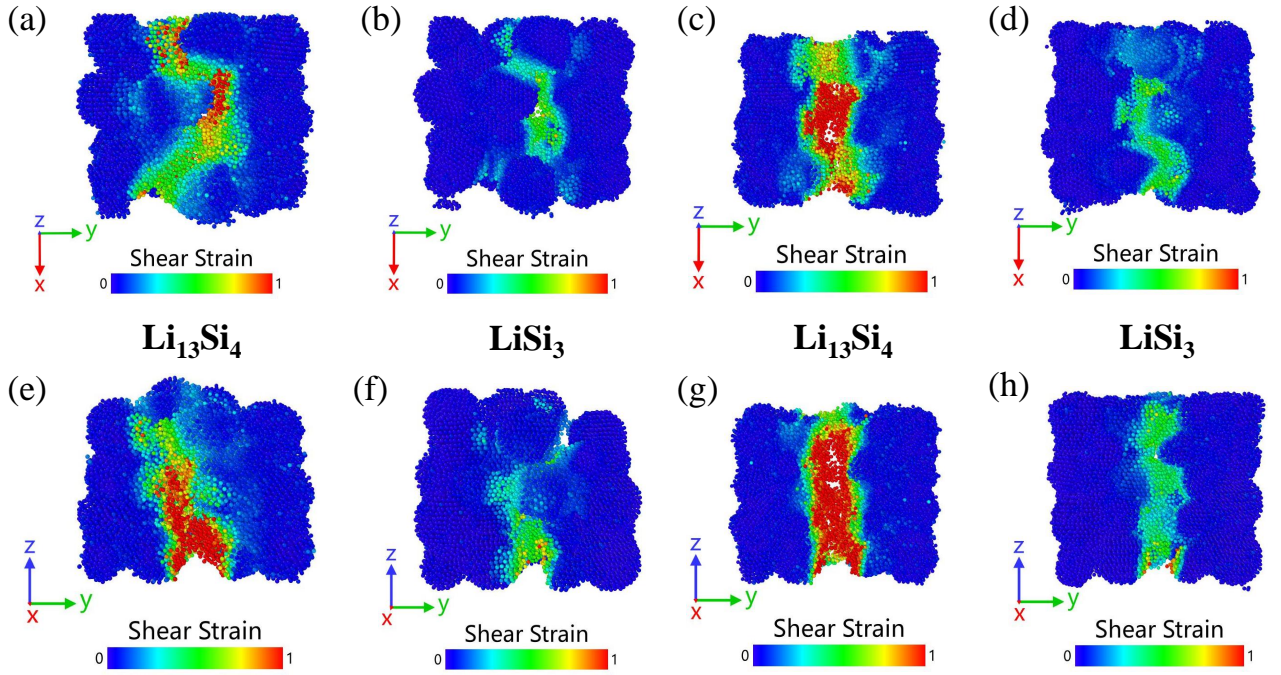 (a) (b) (c) (d)
z y x z y x z y x z y x
Shear Strain Shear Strain Shear Strain Shear Strain
0 1 0 1 0 1 0 1
Li₁₃Si₄ LiSi₃ Li₁₃Si₄ LiSi₃
(e) (f) (g) (h)
z y x z y x z y x z y x
Shear Strain Shear Strain Shear Strain Shear Strain
0 1 0 1 0 1 0 1